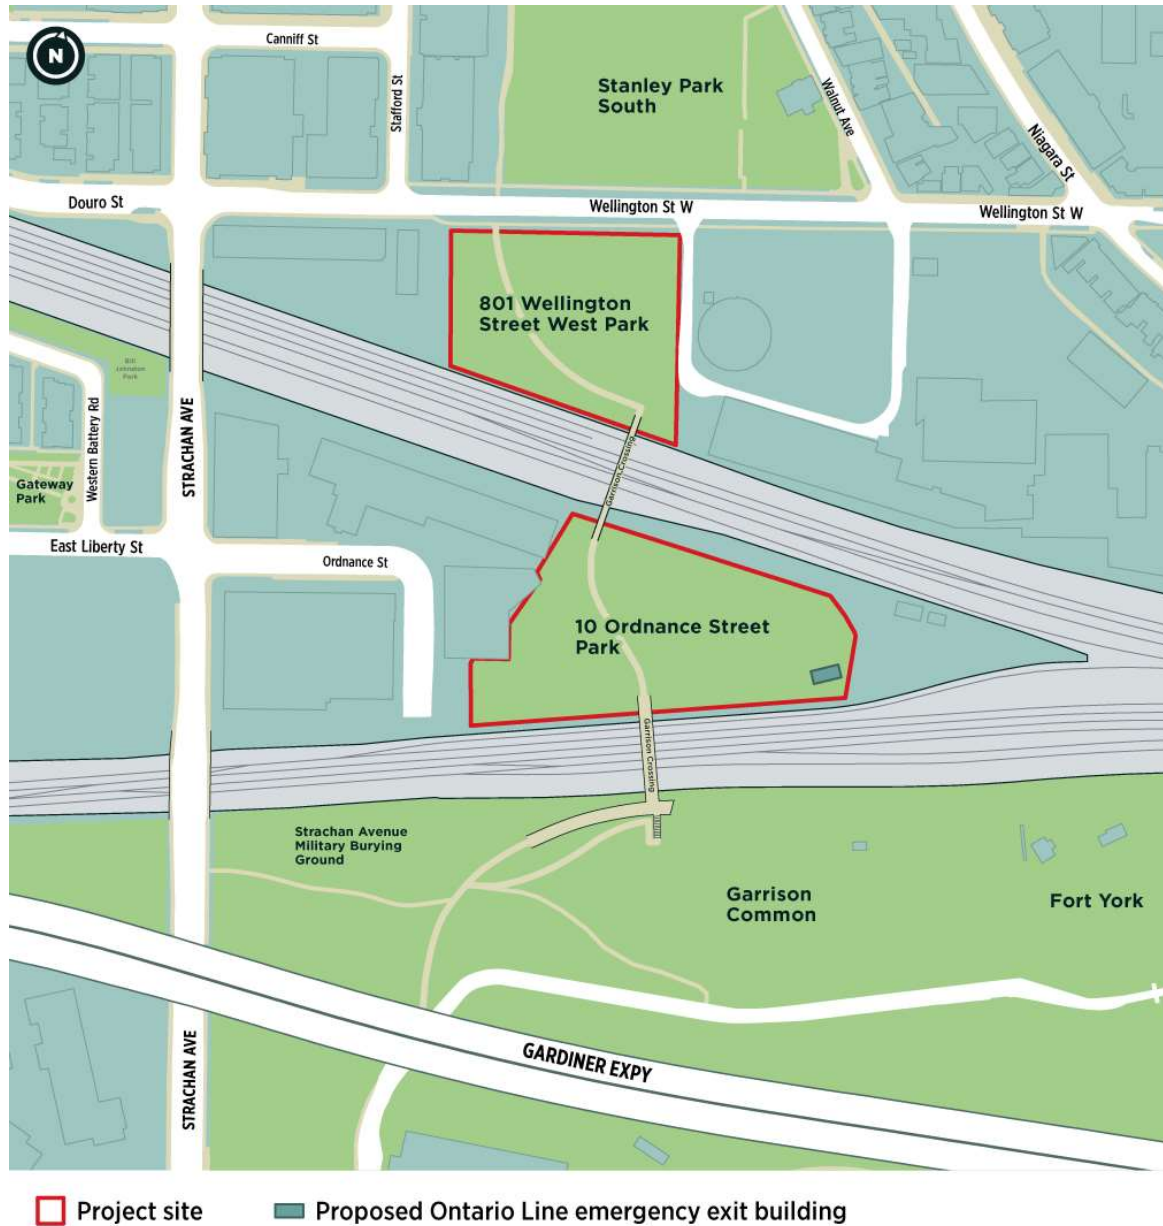 N
Canniff St
Stafford St
Stanley Park
South
Walnut Ave
Niagara St
Douro St
Wellington St W
Wellington St W
801 Wellington
Street West Park
Bill
Johnston
Park
Western Battery Rd
STRACHAN AVE
Garrison Crossing
Gateway
Park
East Liberty St
Ordnance St
10 Ordnance Street
Park
Garrison Crossing
Strachan Avenue
Military Burying
Ground
Garrison
Common
Fort York
GARDINER EXPY
STRACHAN AVE
Project site
Proposed Ontario Line emergency exit building